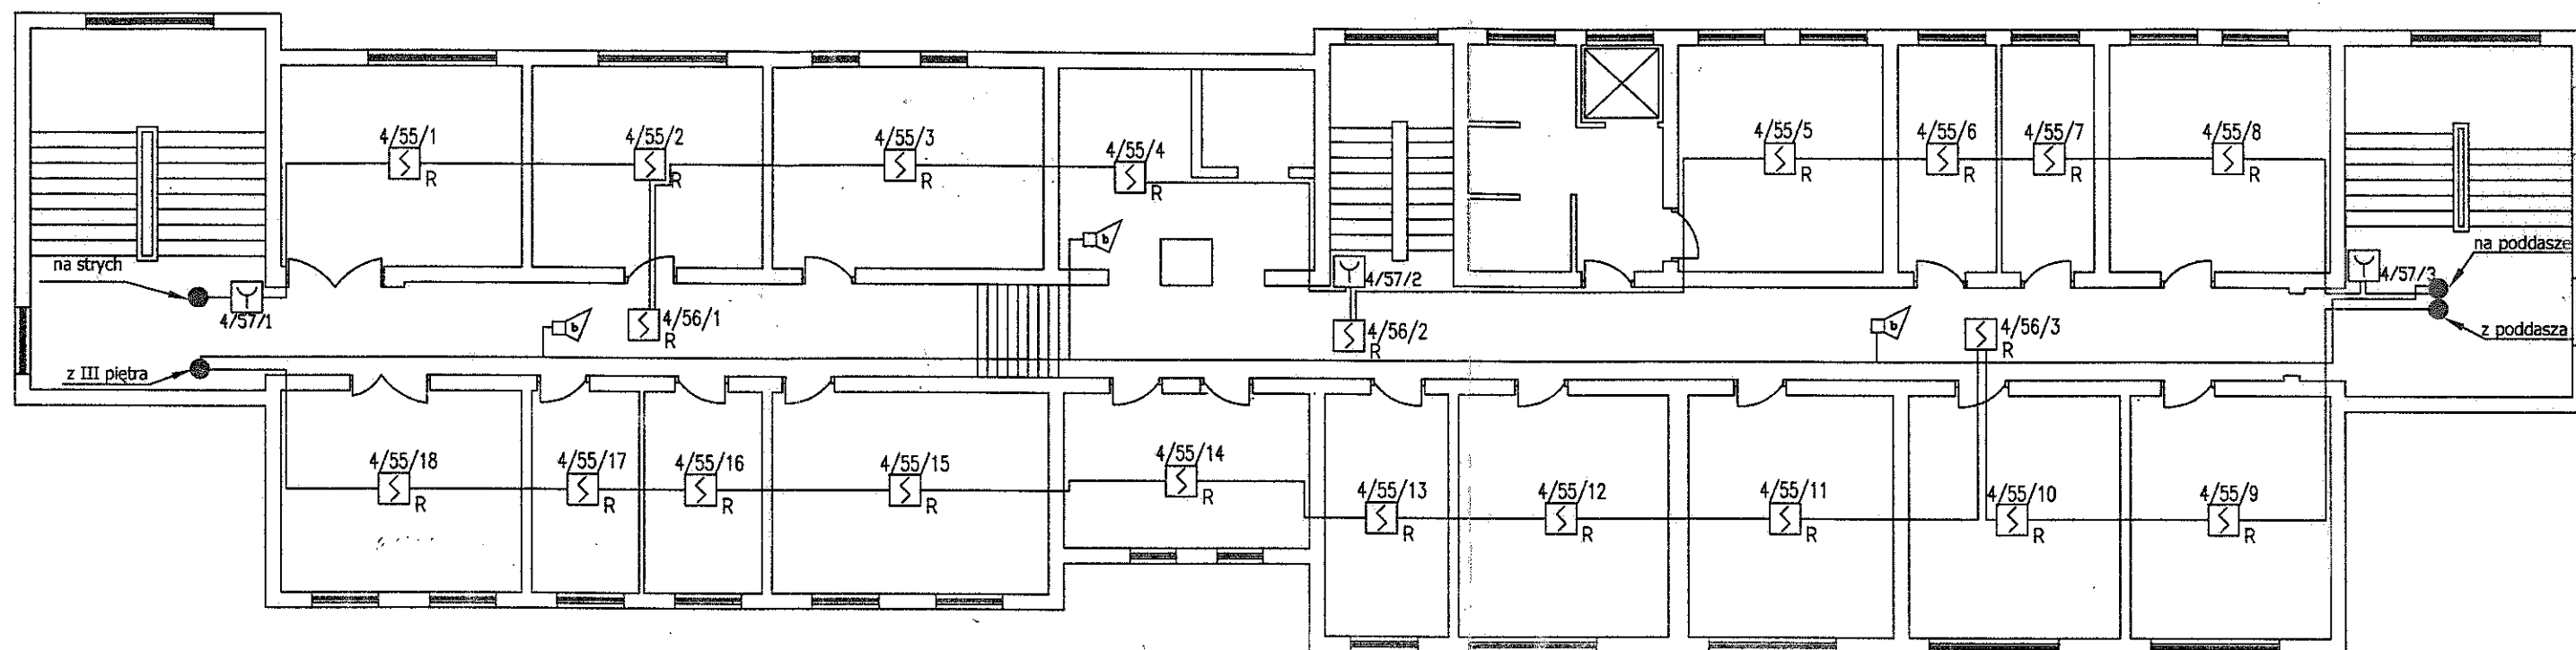 4/55/1
R
4/55/2
R
4/55/3
R
4/55/4
R
4/55/5
R
4/55/6
R
4/55/7
R
4/55/8
R
na strych
4/57/1
b
4/56/1
R
b
4/57/2
4/56/2
R
b
4/56/3
R
4/57/3
na poddasze
z poddasza
z III piętra
4/55/18
R
4/55/17
R
4/55/16
R
4/55/15
R
4/55/14
R
4/55/13
R
4/55/12
R
4/55/11
R
4/55/10
R
4/55/9
R